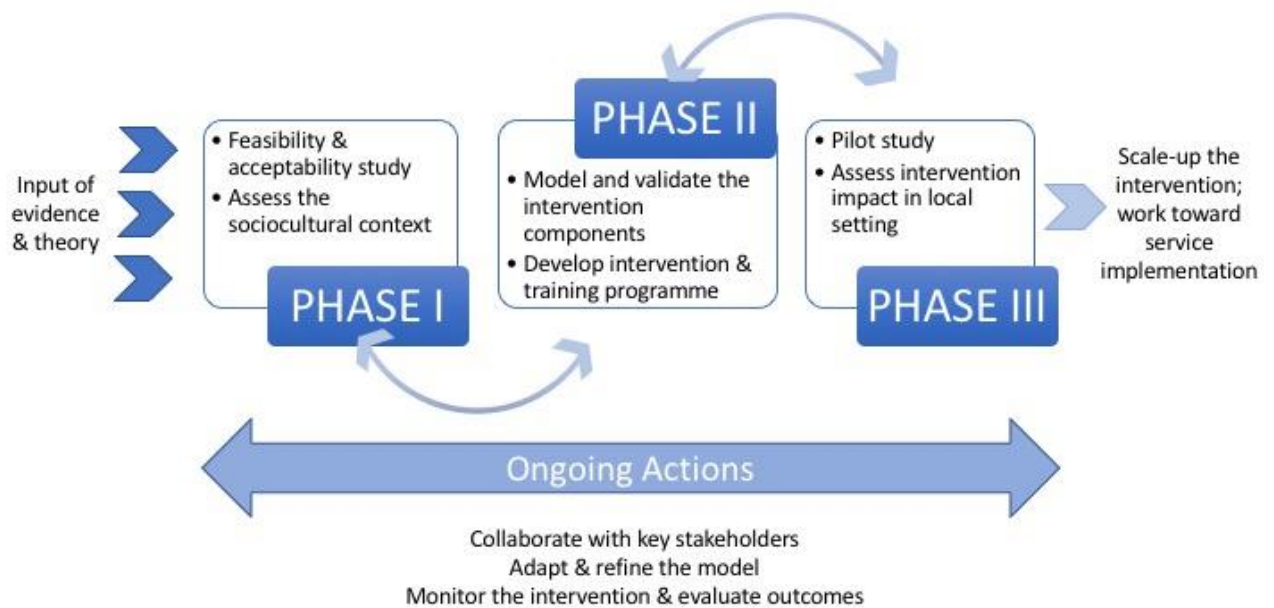 Input of
evidence
& theory
• Feasibility &
acceptability study
• Assess the
sociocultural context
PHASE I
PHASE II
• Model and validate the
intervention
components
• Develop intervention &
training programme
• Pilot study
• Assess intervention
impact in local
setting
PHASE III
Scale-up the
intervention;
work toward
service
implementation
Ongoing Actions
Collaborate with key stakeholders
Adapt & refine the model
Monitor the intervention & evaluate outcomes